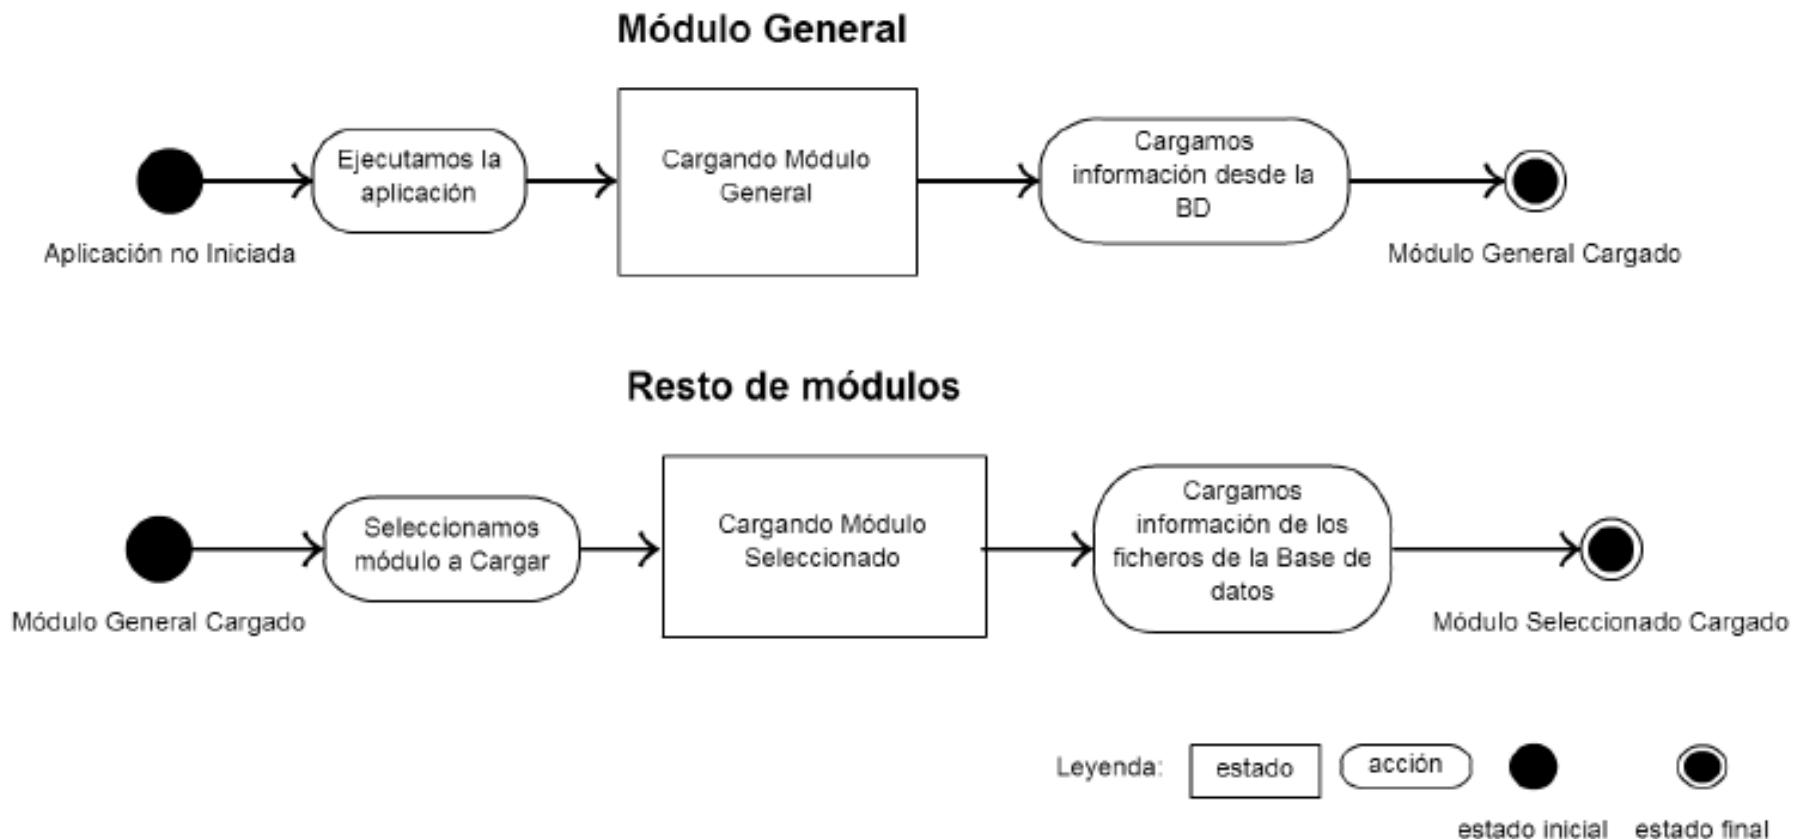 Módulo General
Ejecutamos la
aplicación
Cargando Módulo
General
Cargamos
información desde la
BD
Aplicación no Iniciada
Módulo General Cargado
Resto de módulos
Seleccionamos
módulo a Cargar
Cargando Módulo
Seleccionado
Cargamos
información de los
ficheros de la Base de
datos
Módulo General Cargado
Módulo Seleccionado Cargado
Leyenda:
estado
acción
estado inicial
estado final